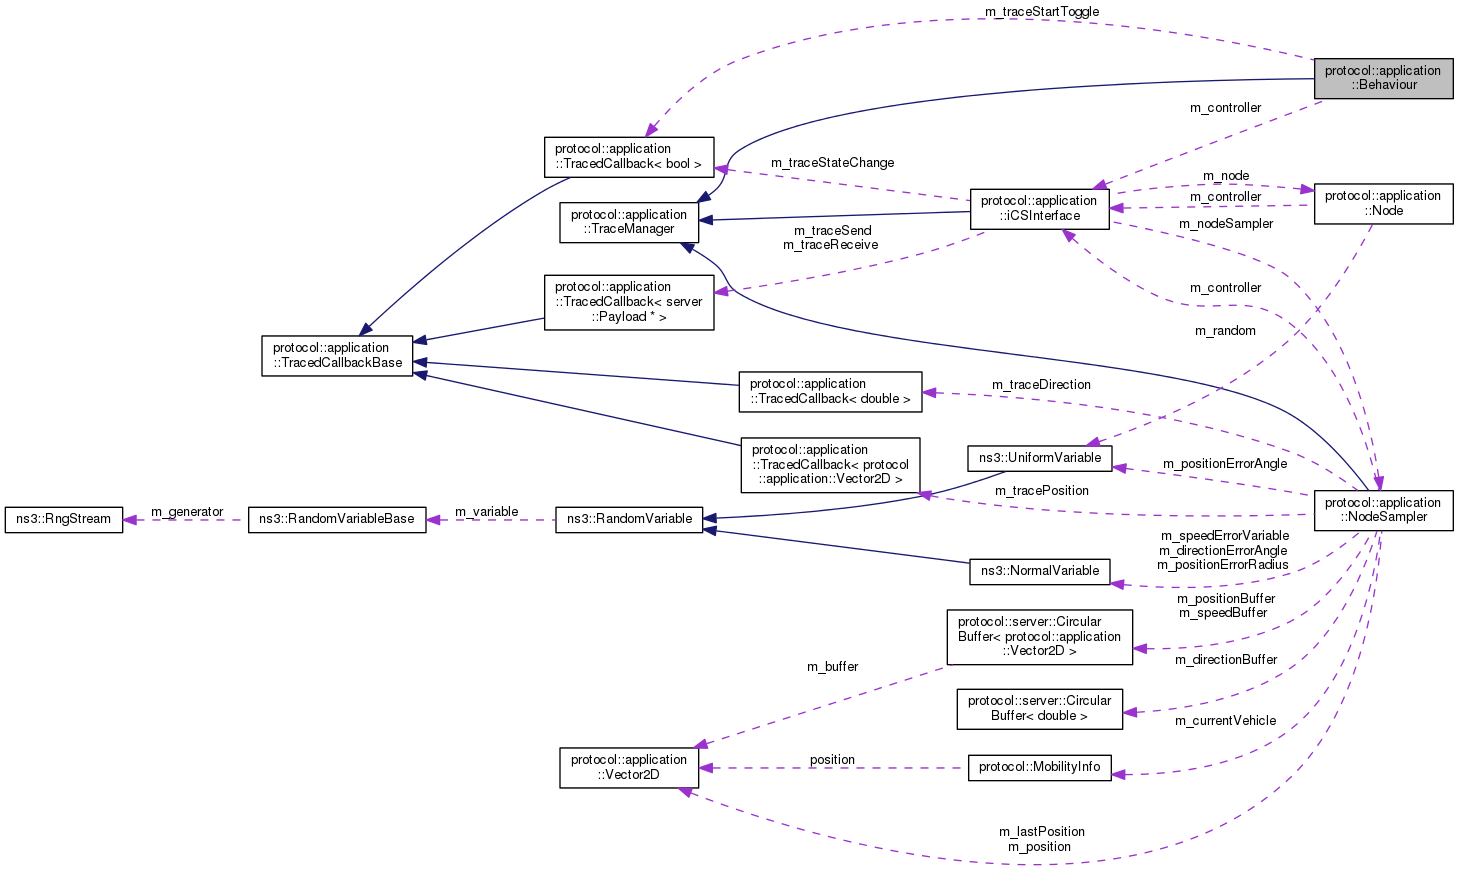 m_traceStartToggle
protocol::application
::Behaviour
m_controller
protocol::application
::TracedCallback< bool >
m_traceStateChange
m_node
protocol::application
::iCSInterface
protocol::application
::Node
m_controller
protocol::application
::TraceManager
m_nodeSampler
m_traceSend
m_traceReceive
protocol::application
::TracedCallback< server
::Payload * >
m_controller
m_random
protocol::application
::TracedCallbackBase
protocol::application
::TracedCallback< double >
m_traceDirection
protocol::application
::TracedCallback< protocol
::application::Vector2D >
ns3::UniformVariable
m_positionErrorAngle
m_tracePosition
protocol::application
::NodeSampler
ns3::RngStream
m_generator
ns3::RandomVariableBase
m_variable
ns3::RandomVariable
m_speedErrorVariable
m_directionErrorAngle
m_positionErrorRadius
ns3::NormalVariable
m_positionBuffer
m_speedBuffer
protocol::server::Circular
Buffer< protocol::application
::Vector2D >
m_buffer
m_directionBuffer
protocol::server::Circular
Buffer< double >
m_currentVehicle
protocol::application
::Vector2D
position
protocol::MobilityInfo
m_lastPosition
m_position